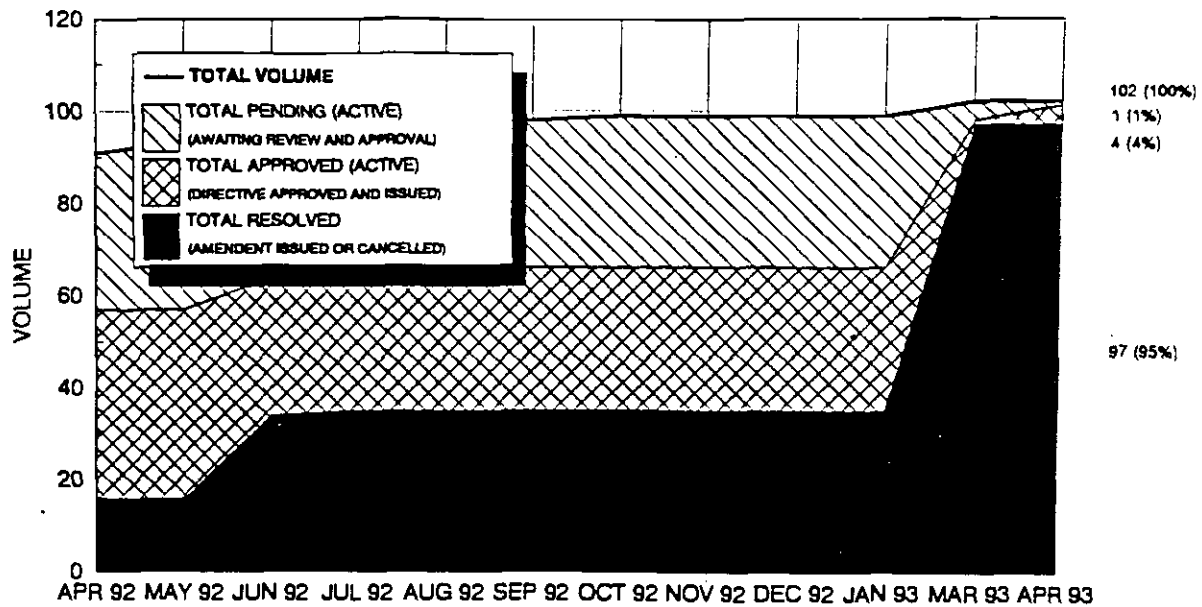 120
100
80
60
40
20
0
VOLUME
TOTAL VOLUME
TOTAL PENDING (ACTIVE)
(AWAITING REVIEW AND APPROVAL)
TOTAL APPROVED (ACTIVE)
(DIRECTIVE APPROVED AND ISSUED)
TOTAL RESOLVED
(AMENDENT ISSUED OR CANCELLED)
102 (100%)
1 (1%)
4 (4%)
97 (95%)
APR 92 MAY 92 JUN 92 JUL 92 AUG 92 SEP 92 OCT 92 NOV 92 DEC 92 JAN 93 MAR 93 APR 93